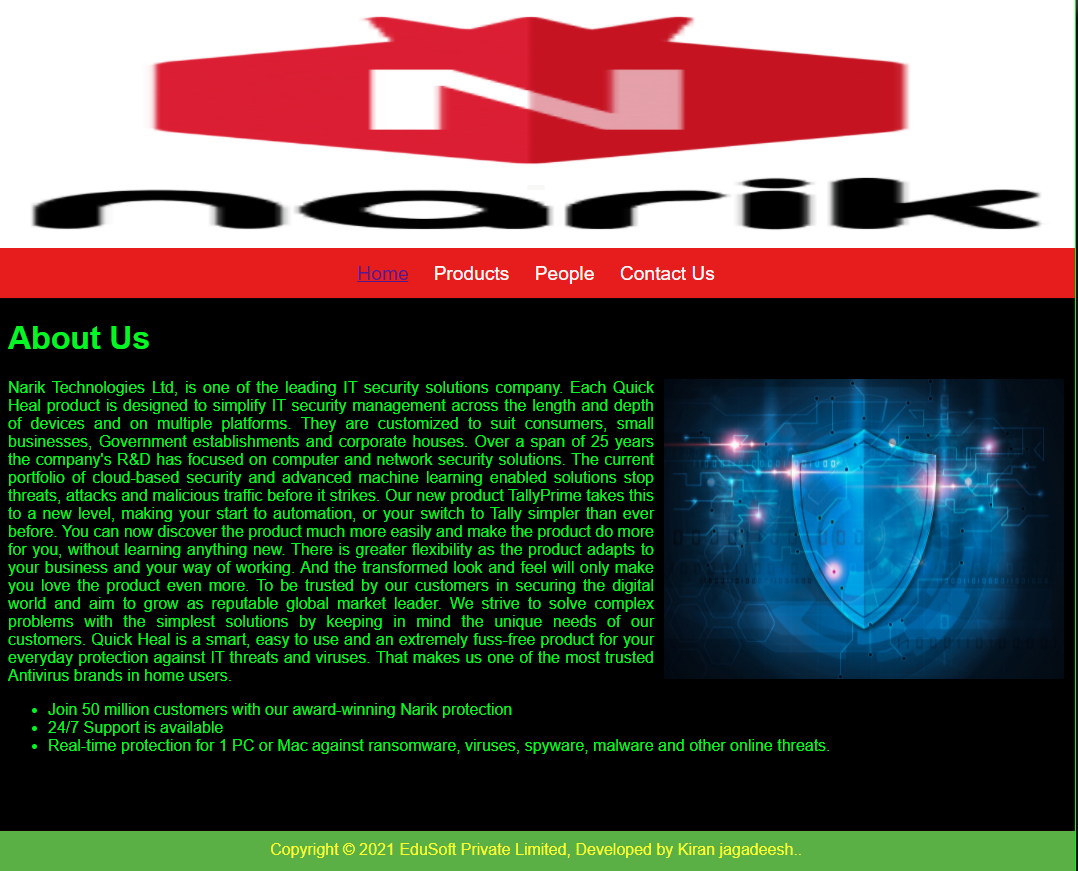 N
narik
Home Products People Contact Us
About Us
Narik Technologies Ltd, is one of the leading IT security solutions company. Each Quick
Heal product is designed to simplify IT security management across the length and depth
of devices and on multiple platforms. They are customized to suit consumers, small
businesses, Government establishments and corporate houses. Over a span of 25 years
the company's R&D has focused on computer and network security solutions. The current
portfolio of cloud-based security and advanced machine learning enabled solutions stop
threats, attacks and malicious traffic before it strikes. Our new product TallyPrime takes this
to a new level, making your start to automation, or your switch to Tally simpler than ever
before. You can now discover the product much more easily and make the product do more
for you, without learning anything new. There is greater flexibility as the product adapts to
your business and your way of working. And the transformed look and feel will only make
you love the product even more. To be trusted by our customers in securing the digital
world and aim to grow as reputable global market leader. We strive to solve complex
problems with the simplest solutions by keeping in mind the unique needs of our
customers. Quick Heal is a smart, easy to use and an extremely fuss-free product for your
everyday protection against IT threats and viruses. That makes us one of the most trusted
Antivirus brands in home users.
• Join 50 million customers with our award-winning Narik protection
• 24/7 Support is available
• Real-time protection for 1 PC or Mac against ransomware, viruses, spyware, malware and other online threats.
Copyright © 2021 EduSoft Private Limited, Developed by Kiran jagadeesh..